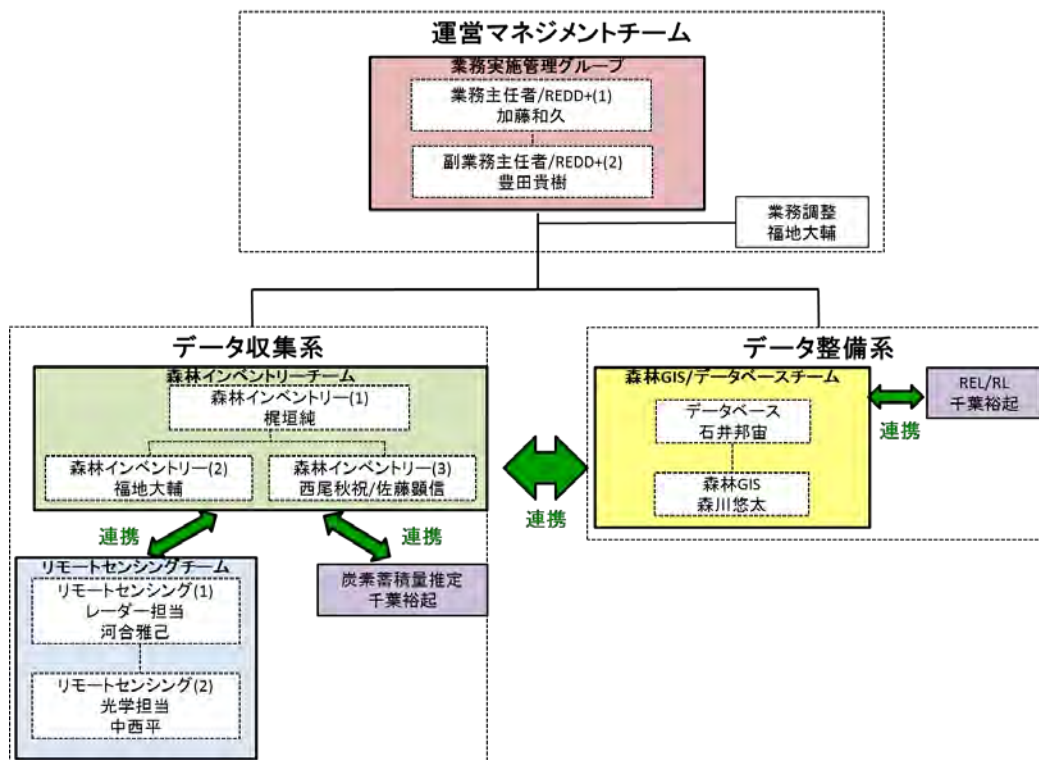 運営マネジメントチーム
業務実施管理グループ
業務主任者/REDD+(1)
加藤和久
副業務主任者/REDD+(2)
豊田貴樹
業務調整
福地大輔
データ収集系
森林インベントリーチーム
森林インベントリー(1)
梶垣純
森林インベントリー(2)
福地大輔
森林インベントリー(3)
西尾秋祝/佐藤顕信
連携
連携
リモートセンシングチーム
リモートセンシング(1)
レーダー担当
河合雅己
リモートセンシング(2)
光学担当
中西平
炭素蓄積量推定
千葉裕起
連携
データ整備系
森林GIS/データベースチーム
データベース
石井邦宙
森林GIS
森川悠太
REL/RL
千葉裕起
連携